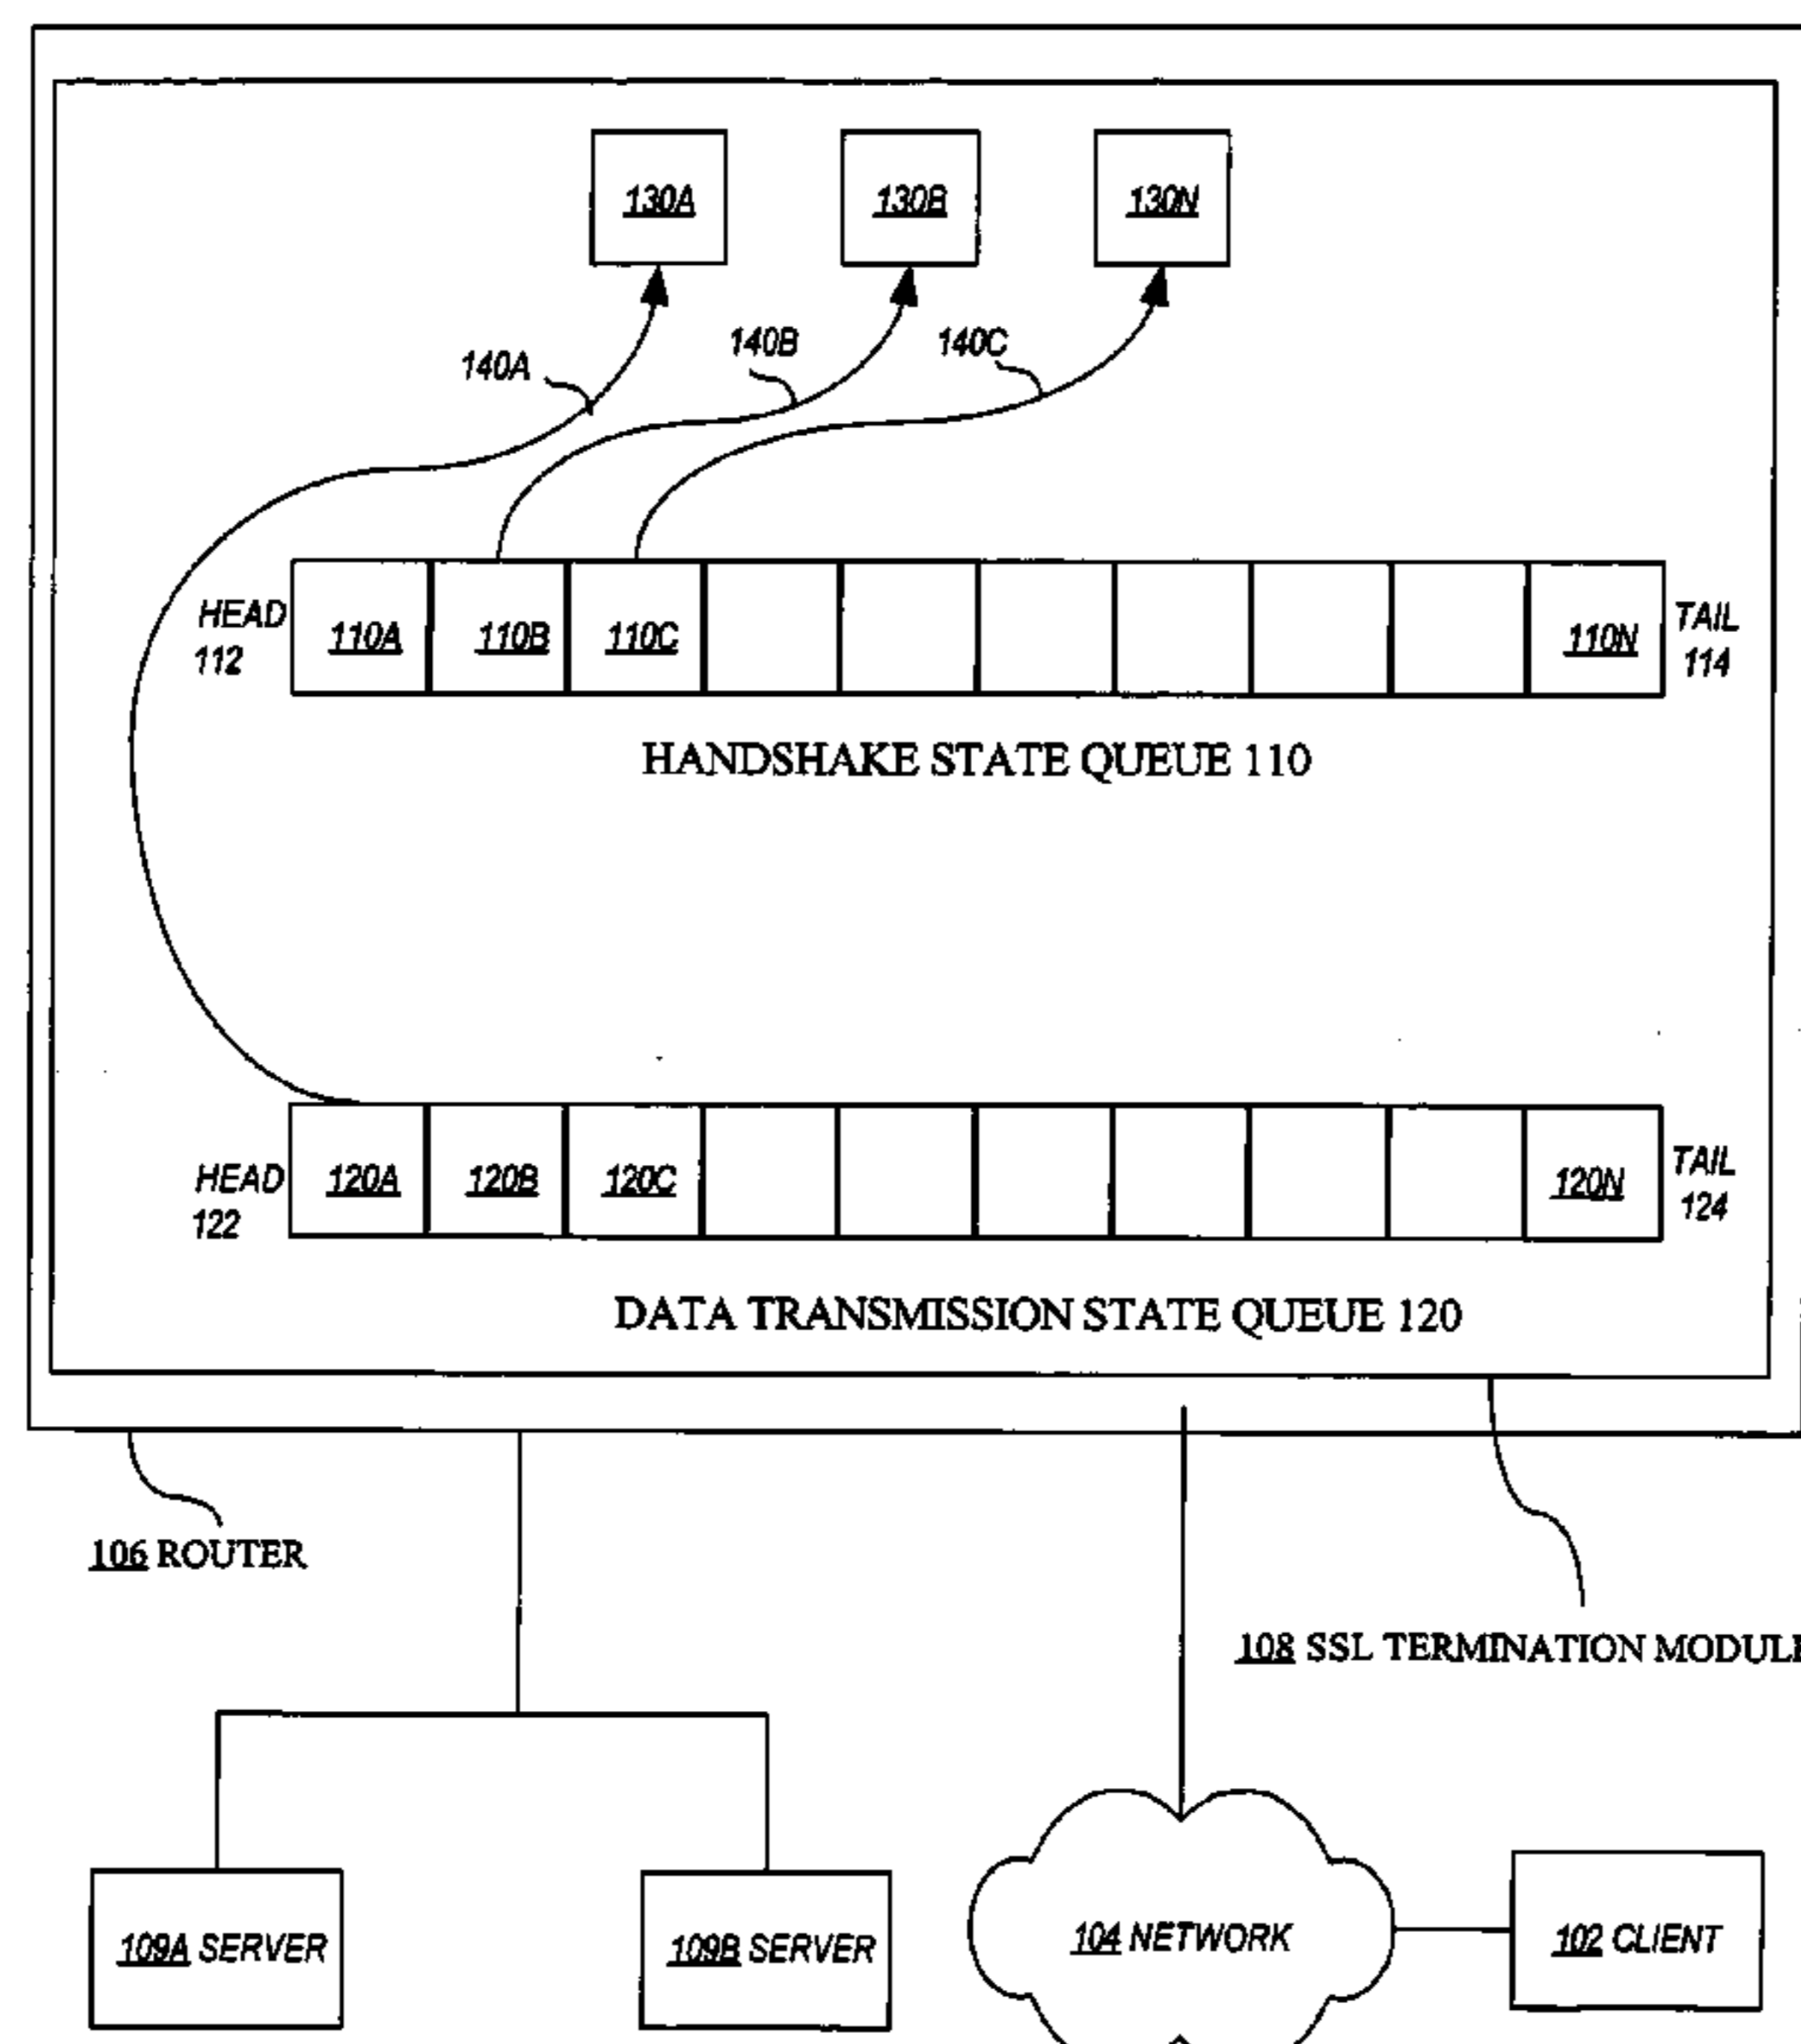 130A
130B
130N
140A
140B
140C
HEAD
112
110A
110B
110C
110N
TAIL
114
HANDSHAKE STATE QUEUE 110
HEAD
122
120A
120B
120C
120N
TAIL
124
DATA TRANSMISSION STATE QUEUE 120
106 ROUTER
108 SSL TERMINATION MODULE
109A SERVER
109B SERVER
104 NETWORK
102 CLIENT